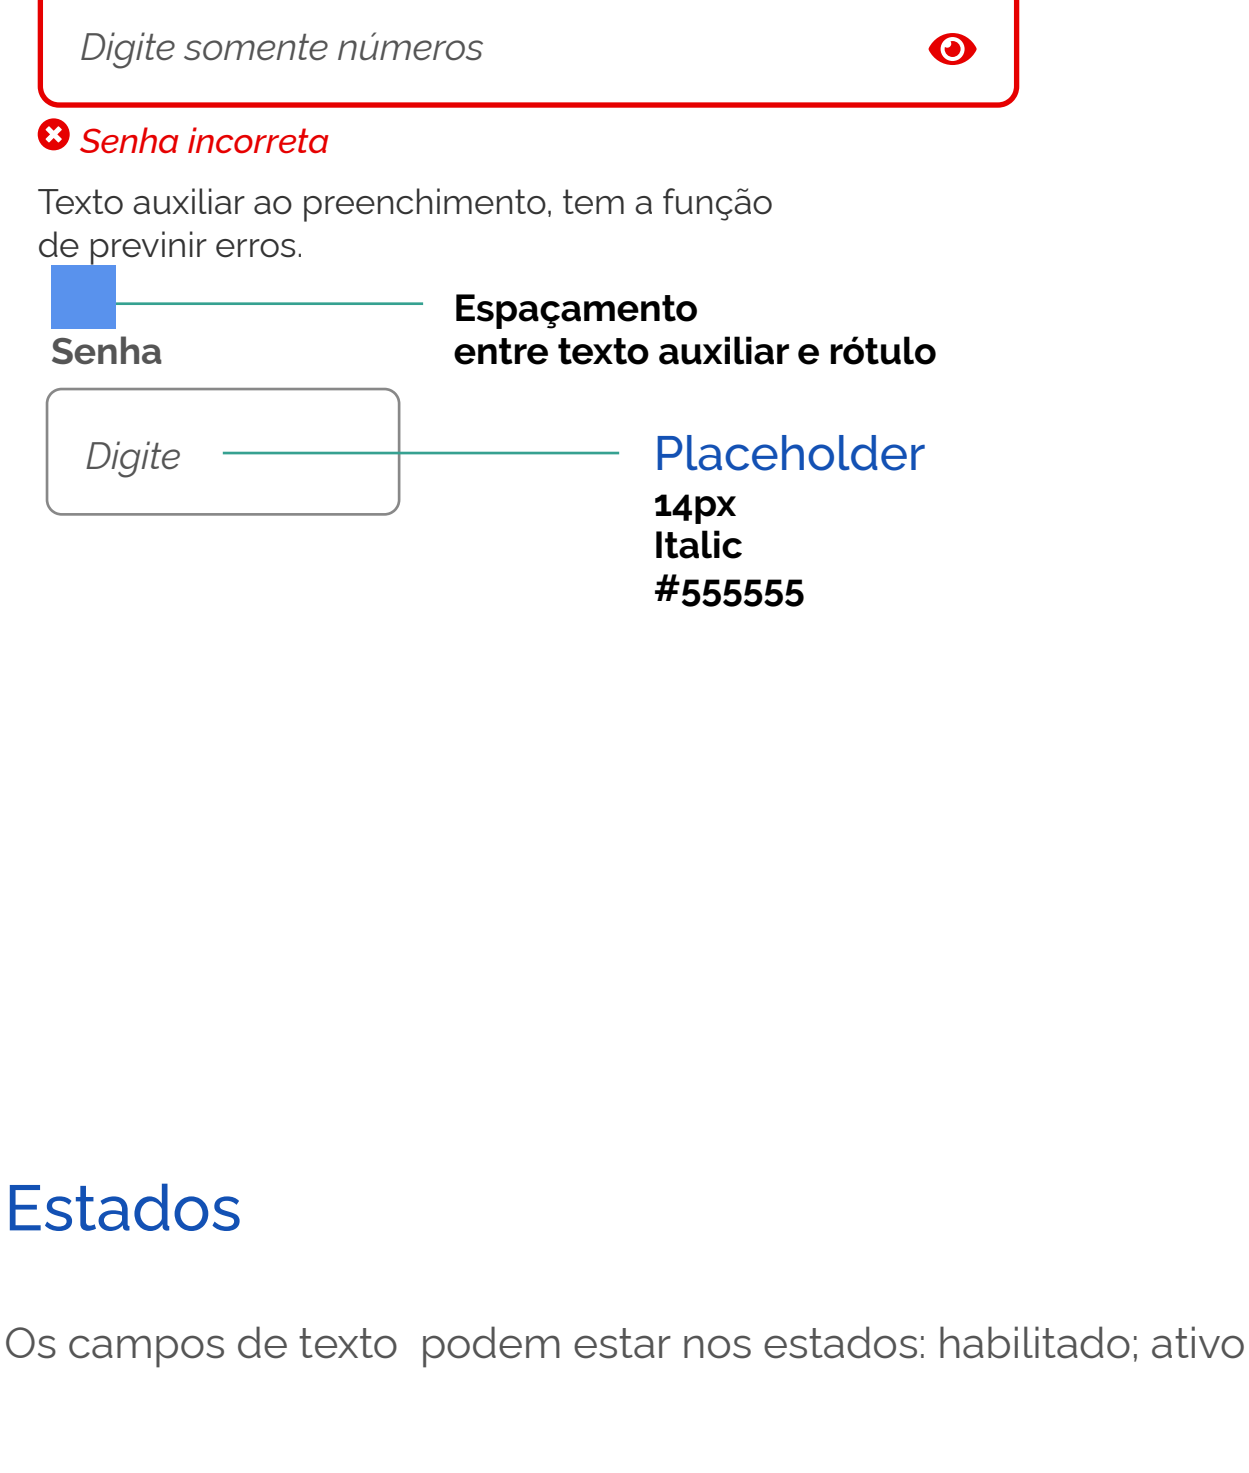 Digite somente números
Senha incorreta
Texto auxiliar ao preenchimento, tem a função
de previnir erros.
Espaçamento
entre texto auxiliar e rótulo
Senha
Digite
Placeholder
14px
Italic
#555555
Estados
Os campos de texto  podem estar nos estados: habilitado; ativo